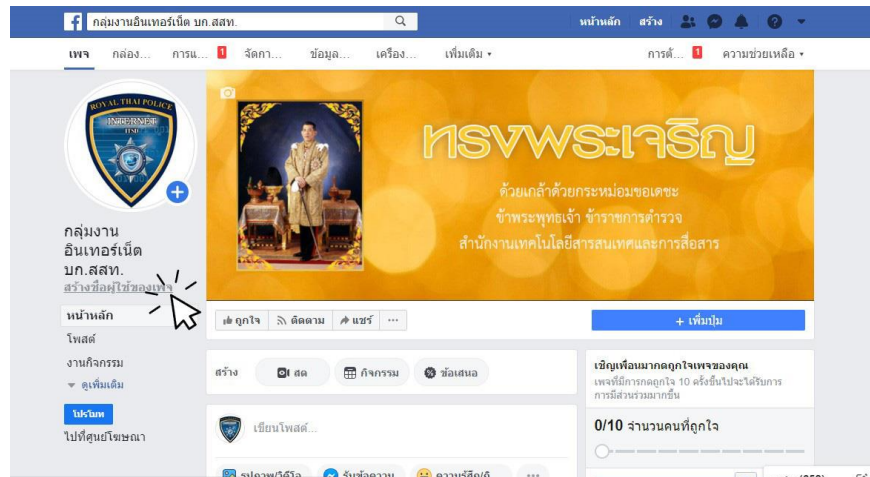 กลุ่มงานอินเทอร์เน็ต บก.สสท.
หน้าหลัก สร้าง
เพจ กล่อง... การแ... 1 จัดกา... ข้อมูล... เครื่อง... เพิ่มเติม การตั้... 1 ความช่วยเหลือ
ROYAL THAI POLICE
INTERNET
ทรงพระเจริญ
ด้วยเกล้าด้วยกระหม่อมขอเดชะ
ข้าพระพุทธเจ้า ข้าราชการตำรวจ
สำนักงานเทคโนโลยีสารสนเทศและการสื่อสาร
กลุ่มงาน
อินเทอร์เน็ต
บก.สสท.
สร้างชื่อผู้ใช้ของเพจ
หน้าหลัก
โพสต์
งานกิจกรรม
ดูเพิ่มเติม
โปรโมท
ไปที่ศูนย์โฆษณา
ถูกใจ ติดตาม แชร์ ...
+ เพิ่มปุ่ม
สร้าง สด กิจกรรม ข้อเสนอ
เขียนโพสต์...
รูปภาพ/วิดีโอ รับข้อความ ความรู้สึก/กิ ...
เชิญเพื่อนมากดถูกใจเพจของคุณ
เพจที่มีการกดถูกใจ 10 ครั้งขึ้นไปจะได้รับการ
การมีส่วนร่วมมากขึ้น
0/10 จำนวนคนที่ถูกใจ